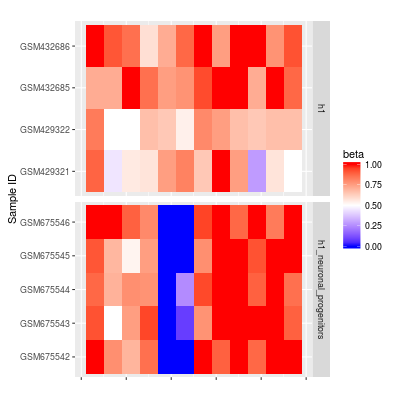 GSM432686
GSM432685
GSM429322
GSM429321
h1
GSM675546
GSM675545
GSM675544
GSM675543
GSM675542
h1_neuronal_progenitors
Sample ID
beta
1.00
0.75
0.50
0.25
0.00